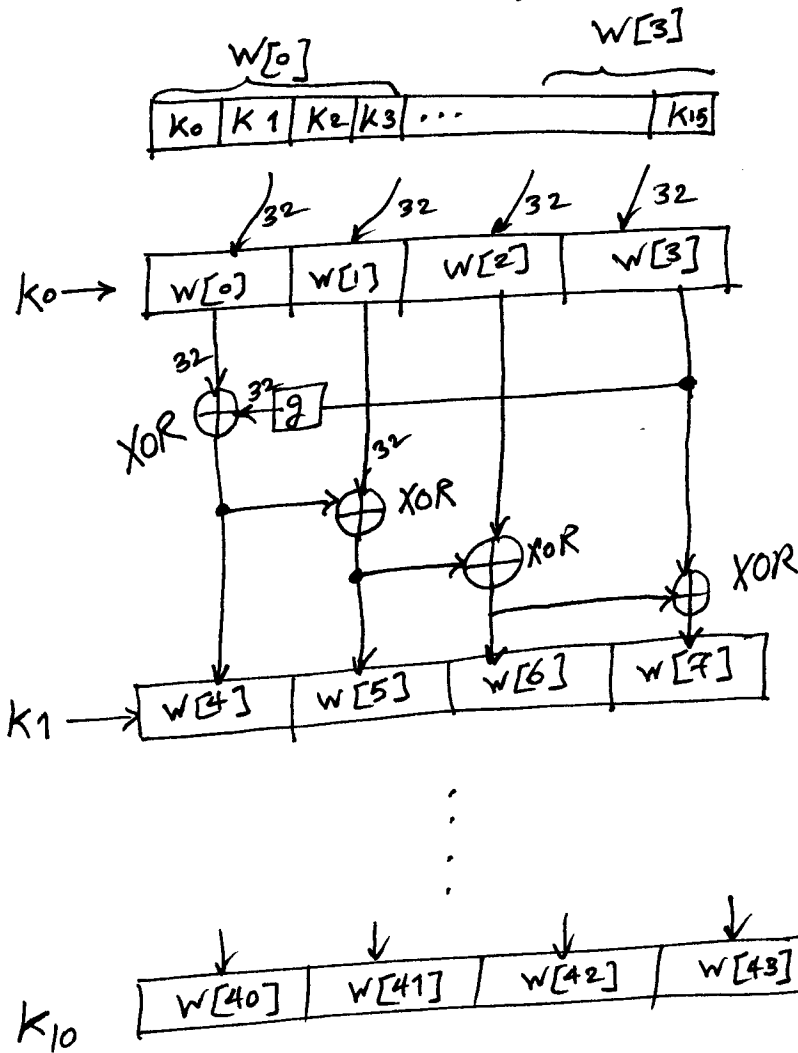 W[0] W[3]
K0 K1 K2 K3 ... K15
32 32 32 32
K0 W[0] W[1] W[2] W[3]
32
32 g
XOR
32
XOR
XOR
XOR
K1 W[4] W[5] W[6] W[7]
K10 W[40] W[41] W[42] W[43]